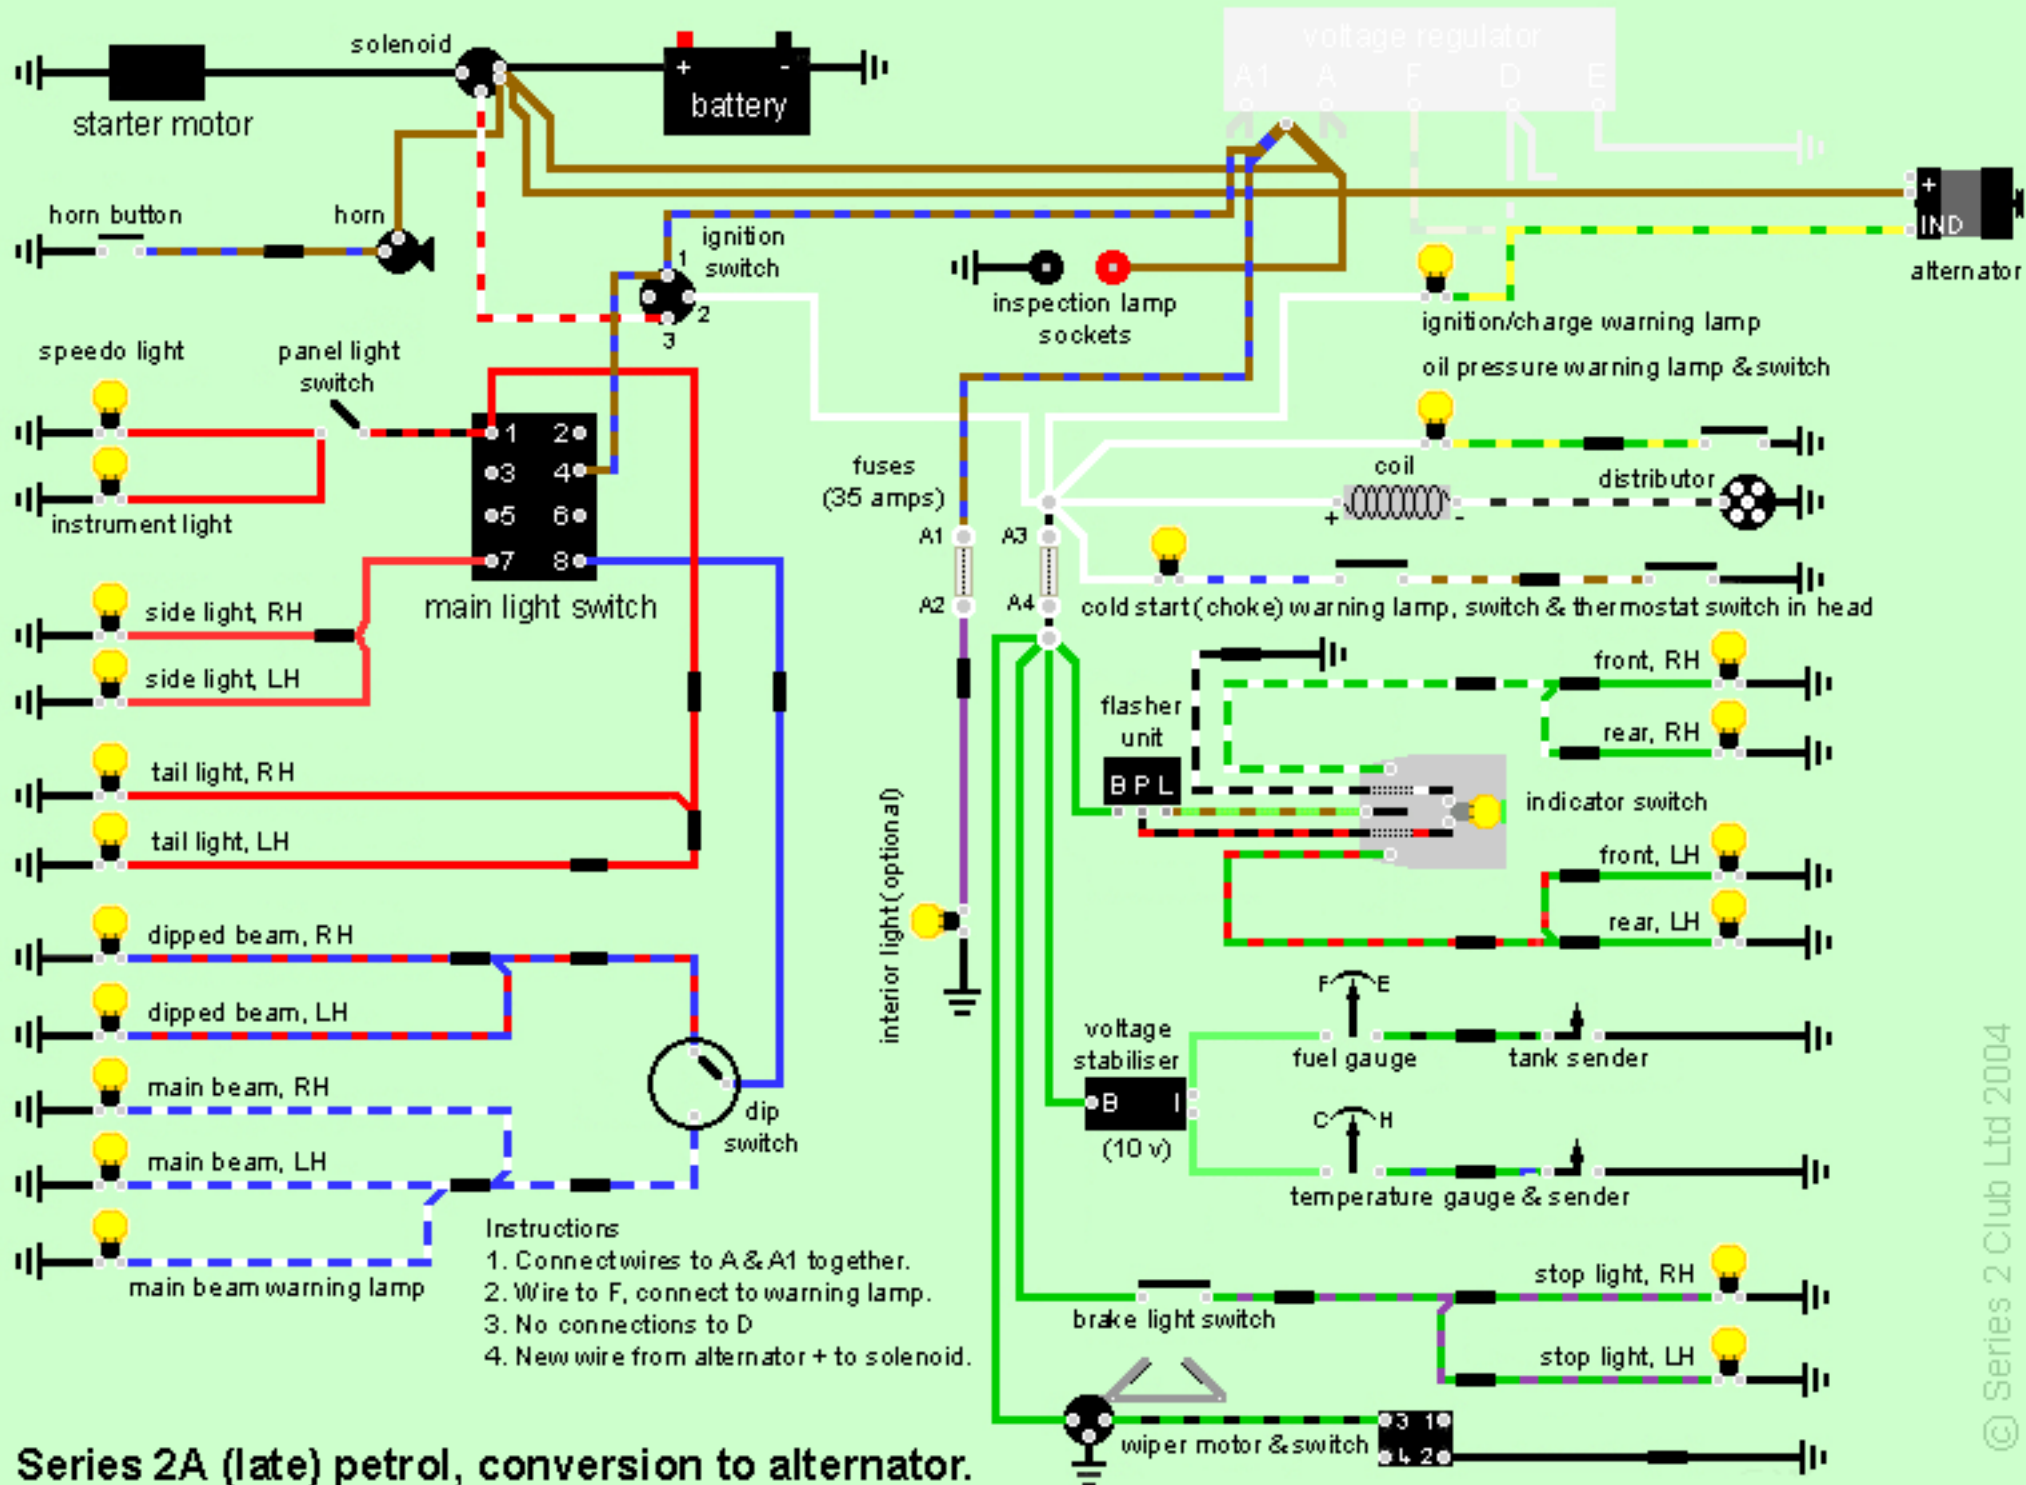 voltage regulator
A1 A F D E
solenoid
+ -
battery
starter motor
horn button
horn
ignition
switch
1
2
3
inspection lamp
sockets
+
IND
alternator
ignition/charge warning lamp
oil pressure warning lamp & switch
speedo light
panel light
switch
instrument light
1 2
3 4
5 6
7 8
main light switch
fuses
(35 amps)
A1 A3
A2 A4
coil
+ -
distributor
cold start (choke) warning lamp, switch & thermostat switch in head
side light, RH
side light, LH
tail light, RH
tail light, LH
dipped beam, RH
dipped beam, LH
main beam, RH
main beam, LH
main beam warning lamp
dip
switch
interior light (optional)
flasher
unit
B P L
front, RH
rear, RH
indicator switch
front, LH
rear, LH
voltage
stabiliser
B I
(10 v)
F E
fuel gauge
tank sender
C H
temperature gauge & sender
stop light, RH
brake light switch
stop light, LH
wiper motor & switch
3 1
4 2
Instructions
1. Connect wires to A & A1 together.
2. Wire to F, connect to warning lamp.
3. No connections to D
4. New wire from alternator + to solenoid.
Series 2A (late) petrol, conversion to alternator.
© Series 2 Club Ltd 2004